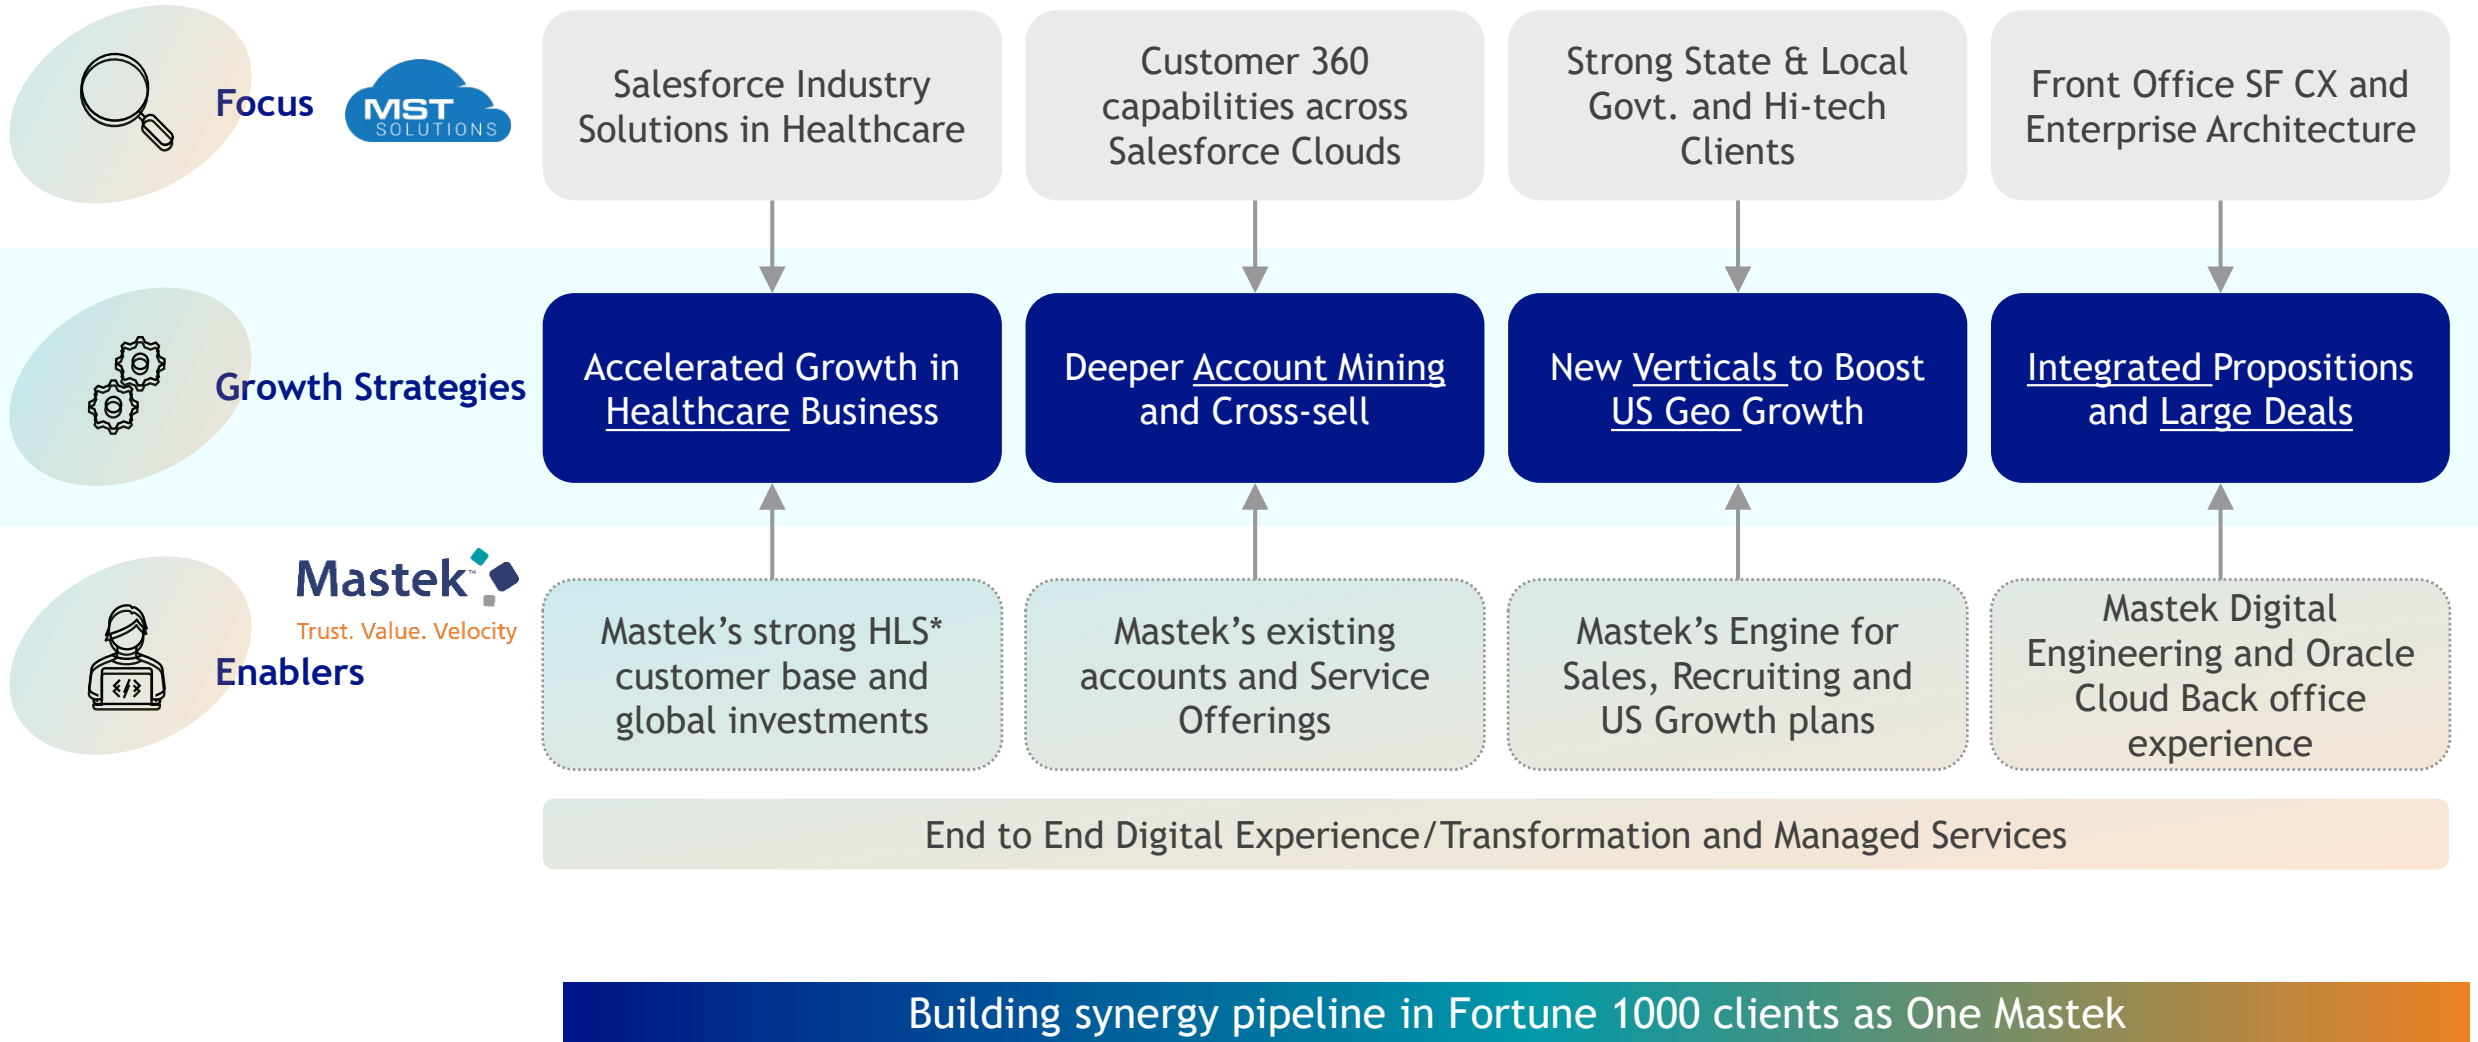 Focus
MST
SOLUTIONS
Salesforce Industry
Solutions in Healthcare
Customer 360
capabilities across
Salesforce Clouds
Strong State & Local
Govt. and Hi-tech
Clients
Front Office SF CX and
Enterprise Architecture
Growth Strategies
Accelerated Growth in
Healthcare Business
Deeper Account Mining
and Cross-sell
New Verticals to Boost
US Geo Growth
Integrated Propositions
and Large Deals
Mastek™
Trust. Value. Velocity
Enablers
Mastek’s strong HLS*
customer base and
global investments
Mastek’s existing
accounts and Service
Offerings
Mastek’s Engine for
Sales, Recruiting and
US Growth plans
Mastek Digital
Engineering and Oracle
Cloud Back office
experience
End to End Digital Experience/Transformation and Managed Services
Building synergy pipeline in Fortune 1000 clients as One Mastek